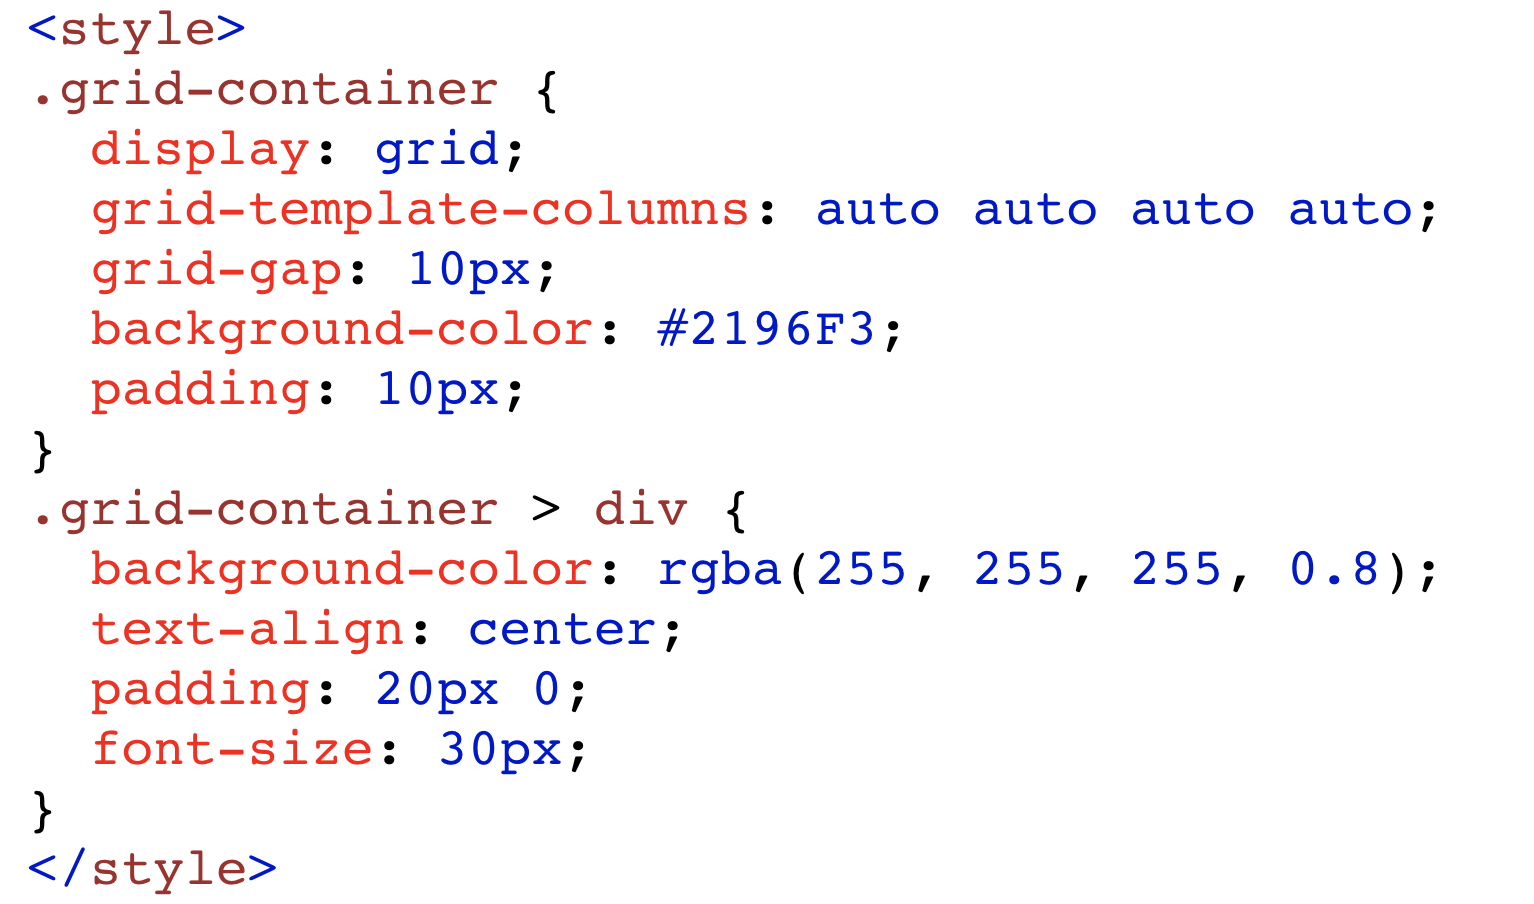 <style>
.grid-container {
  display: grid;
  grid-template-columns: auto auto auto auto;
  grid-gap: 10px;
  background-color: #2196F3;
  padding: 10px;
}
.grid-container > div {
  background-color: rgba(255, 255, 255, 0.8);
  text-align: center;
  padding: 20px 0;
  font-size: 30px;
}
</style>